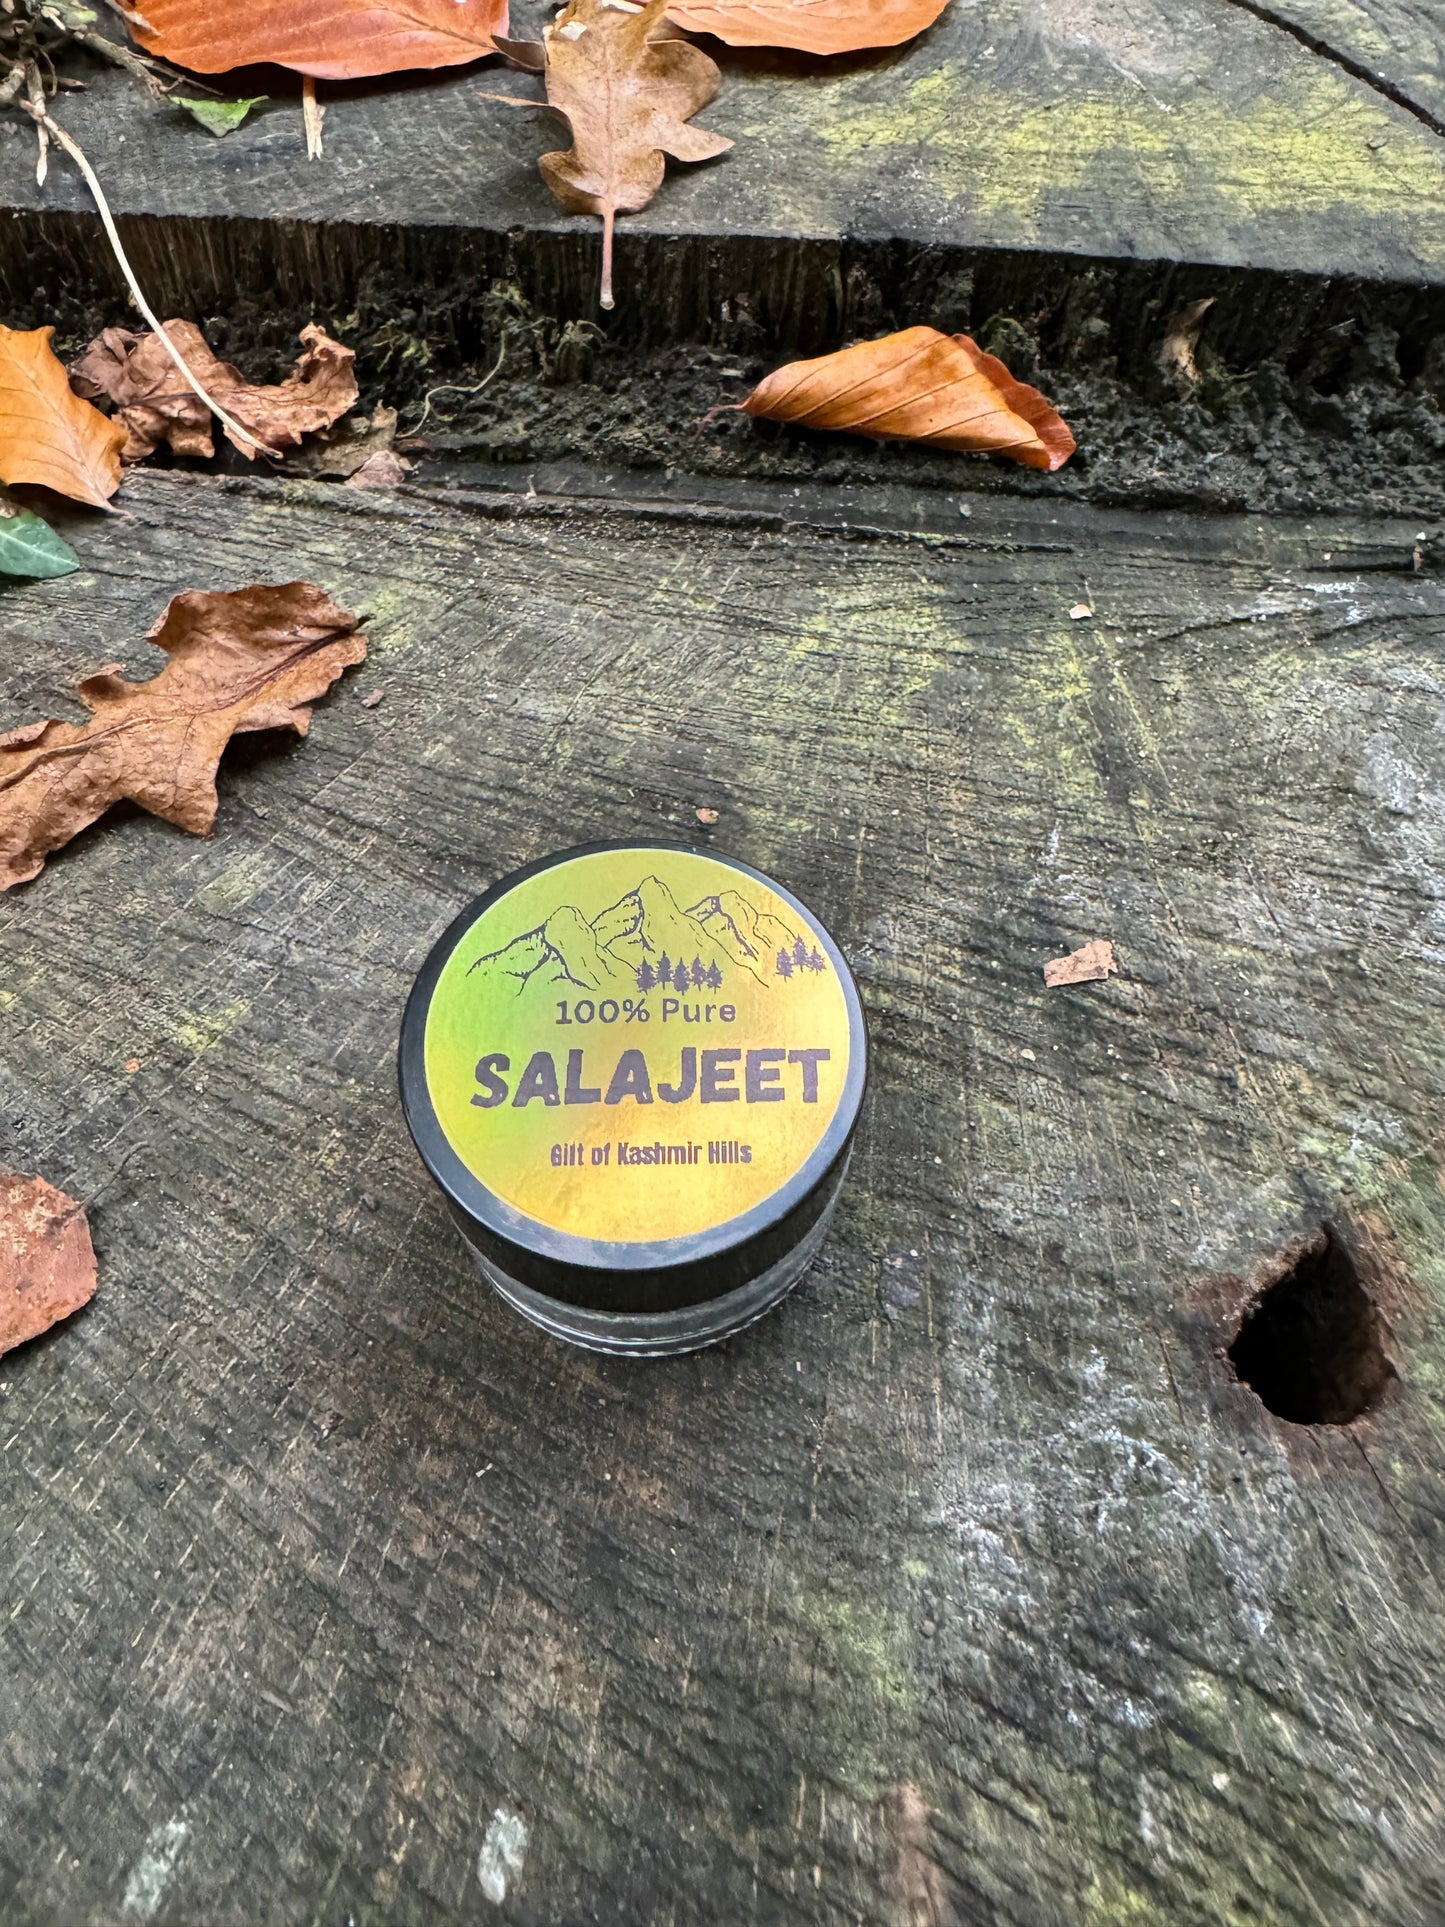 100% Pure
SALAJEET
Gift of Kashmir Hills